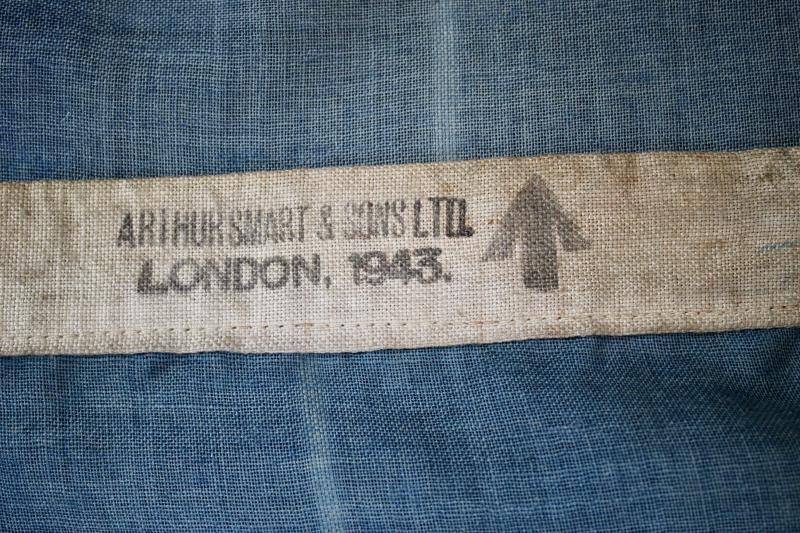 ARTHUR SMART & SONS LTD.
LONDON, 1943.